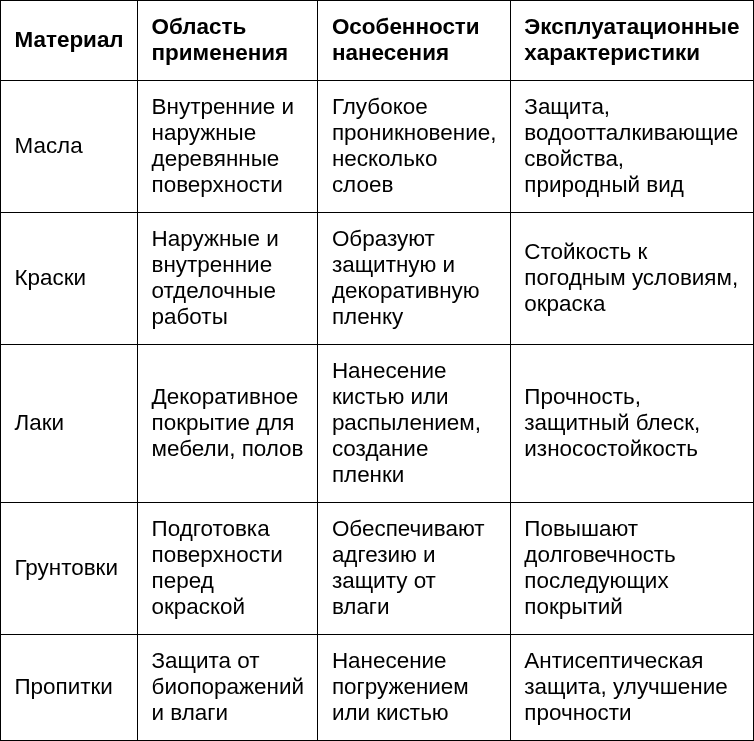 Материал
Область
применения
Особенности
нанесения
Эксплуатационные
характеристики
Масла
Внутренние и
наружные
деревянные
поверхности
Глубокое
проникновение,
несколько
слоев
Защита,
водоотталкивающие
свойства,
природный вид
Краски
Наружные и
внутренние
отделочные
работы
Образуют
защитную и
декоративную
пленку
Стойкость к
погодным условиям,
окраска
Лаки
Декоративное
покрытие для
мебели, полов
Нанесение
кистью или
распылением,
создание
пленки
Прочность,
защитный блеск,
износостойкость
Грунтовки
Подготовка
поверхности
перед
окраской
Обеспечивают
адгезию и
защиту от
влаги
Повышают
долговечность
последующих
покрытий
Пропитки
Защита от
биопоражений
и влаги
Нанесение
погружением
или кистью
Антисептическая
защита, улучшение
прочности